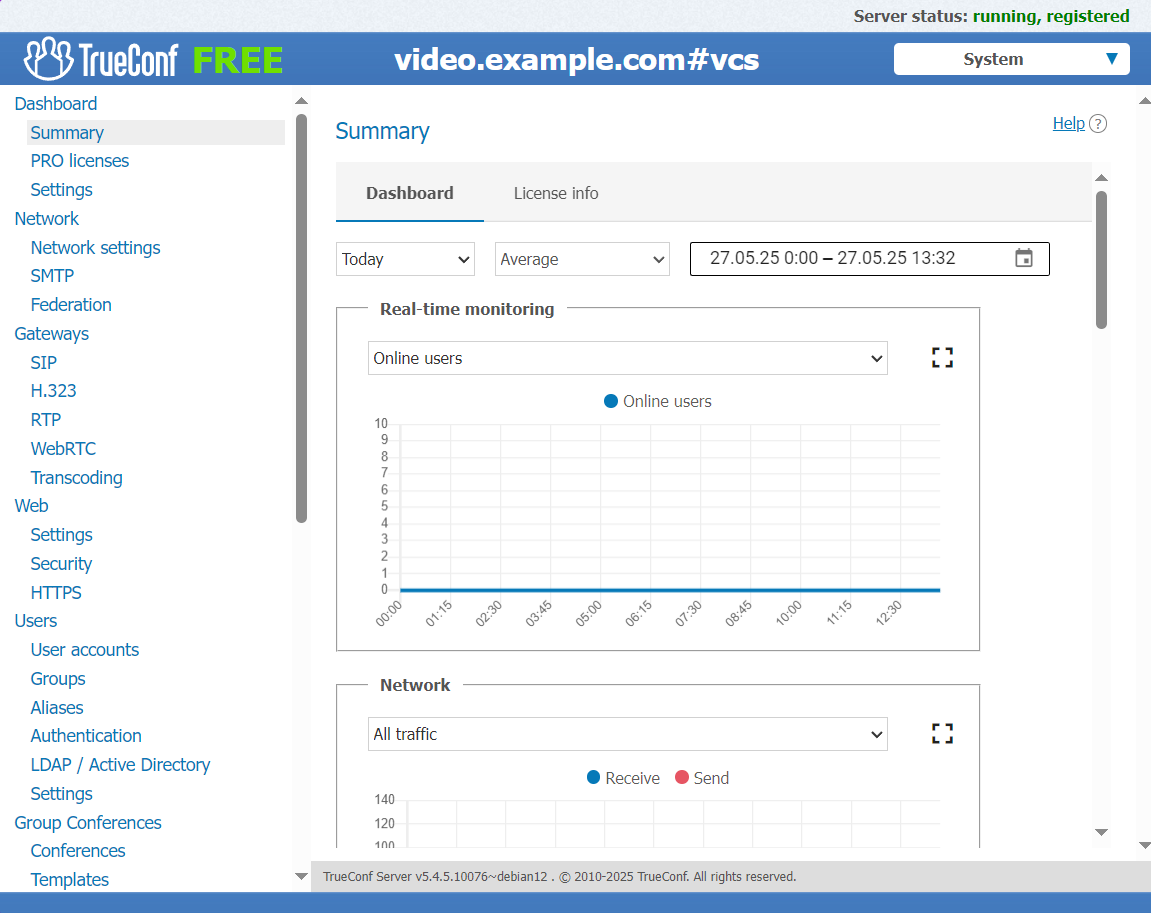 Server status: running, registered
TrueConf FREE
video.example.com#vcs
System
Dashboard
Summary
PRO licenses
Settings
Network
Network settings
SMTP
Federation
Gateways
SIP
H.323
RTP
WebRTC
Transcoding
Web
Settings
Security
HTTPS
Users
User accounts
Groups
Aliases
Authentication
LDAP / Active Directory
Settings
Group Conferences
Conferences
Templates
Summary
Help ?
Dashboard License info
Today Average 27.05.25 0:00 – 27.05.25 13:32
Real-time monitoring
Online users
Online users
10
9
8
7
6
5
4
3
2
1
0
00:00 01:15 02:30 03:45 05:00 06:15 07:30 08:45 10:00 11:15 12:30
Network
All traffic
Receive Send
140
120
100
TrueConf Server v5.4.5.10076~debian12 . © 2010-2025 TrueConf. All rights reserved.